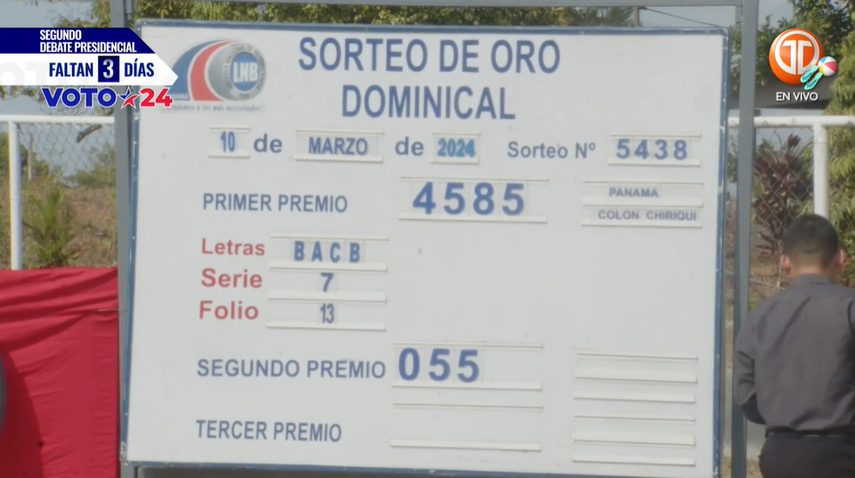 SEGUNDO
DEBATE PRESIDENCIAL
FALTAN 3 DÍAS
VOTO★24
EN VIVO
LNB
SORTEO DE ORO
DOMINICAL
10 de MARZO de 2024 Sorteo Nº 5438
PRIMER PREMIO 4585 PANAMA
COLON CHIRIQUI
Letras BACB
Serie 7
Folio 13
SEGUNDO PREMIO 055
TERCER PREMIO